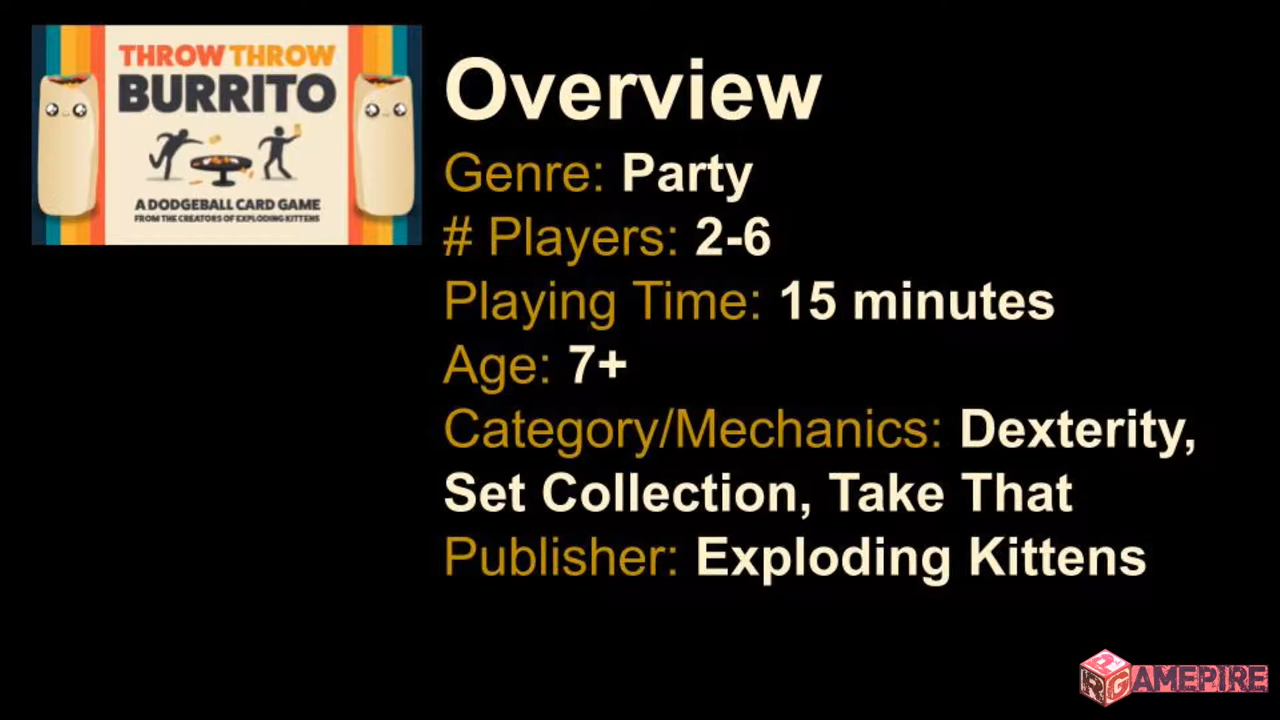 THROW THROW
BURRITO
A DODGEBALL CARD GAME
FROM THE CREATORS OF EXPLODING KITTENS
Overview
Genre: Party
# Players: 2-6
Playing Time: 15 minutes
Age: 7+
Category/Mechanics: Dexterity,
Set Collection, Take That
Publisher: Exploding Kittens
RGAMEPIRE